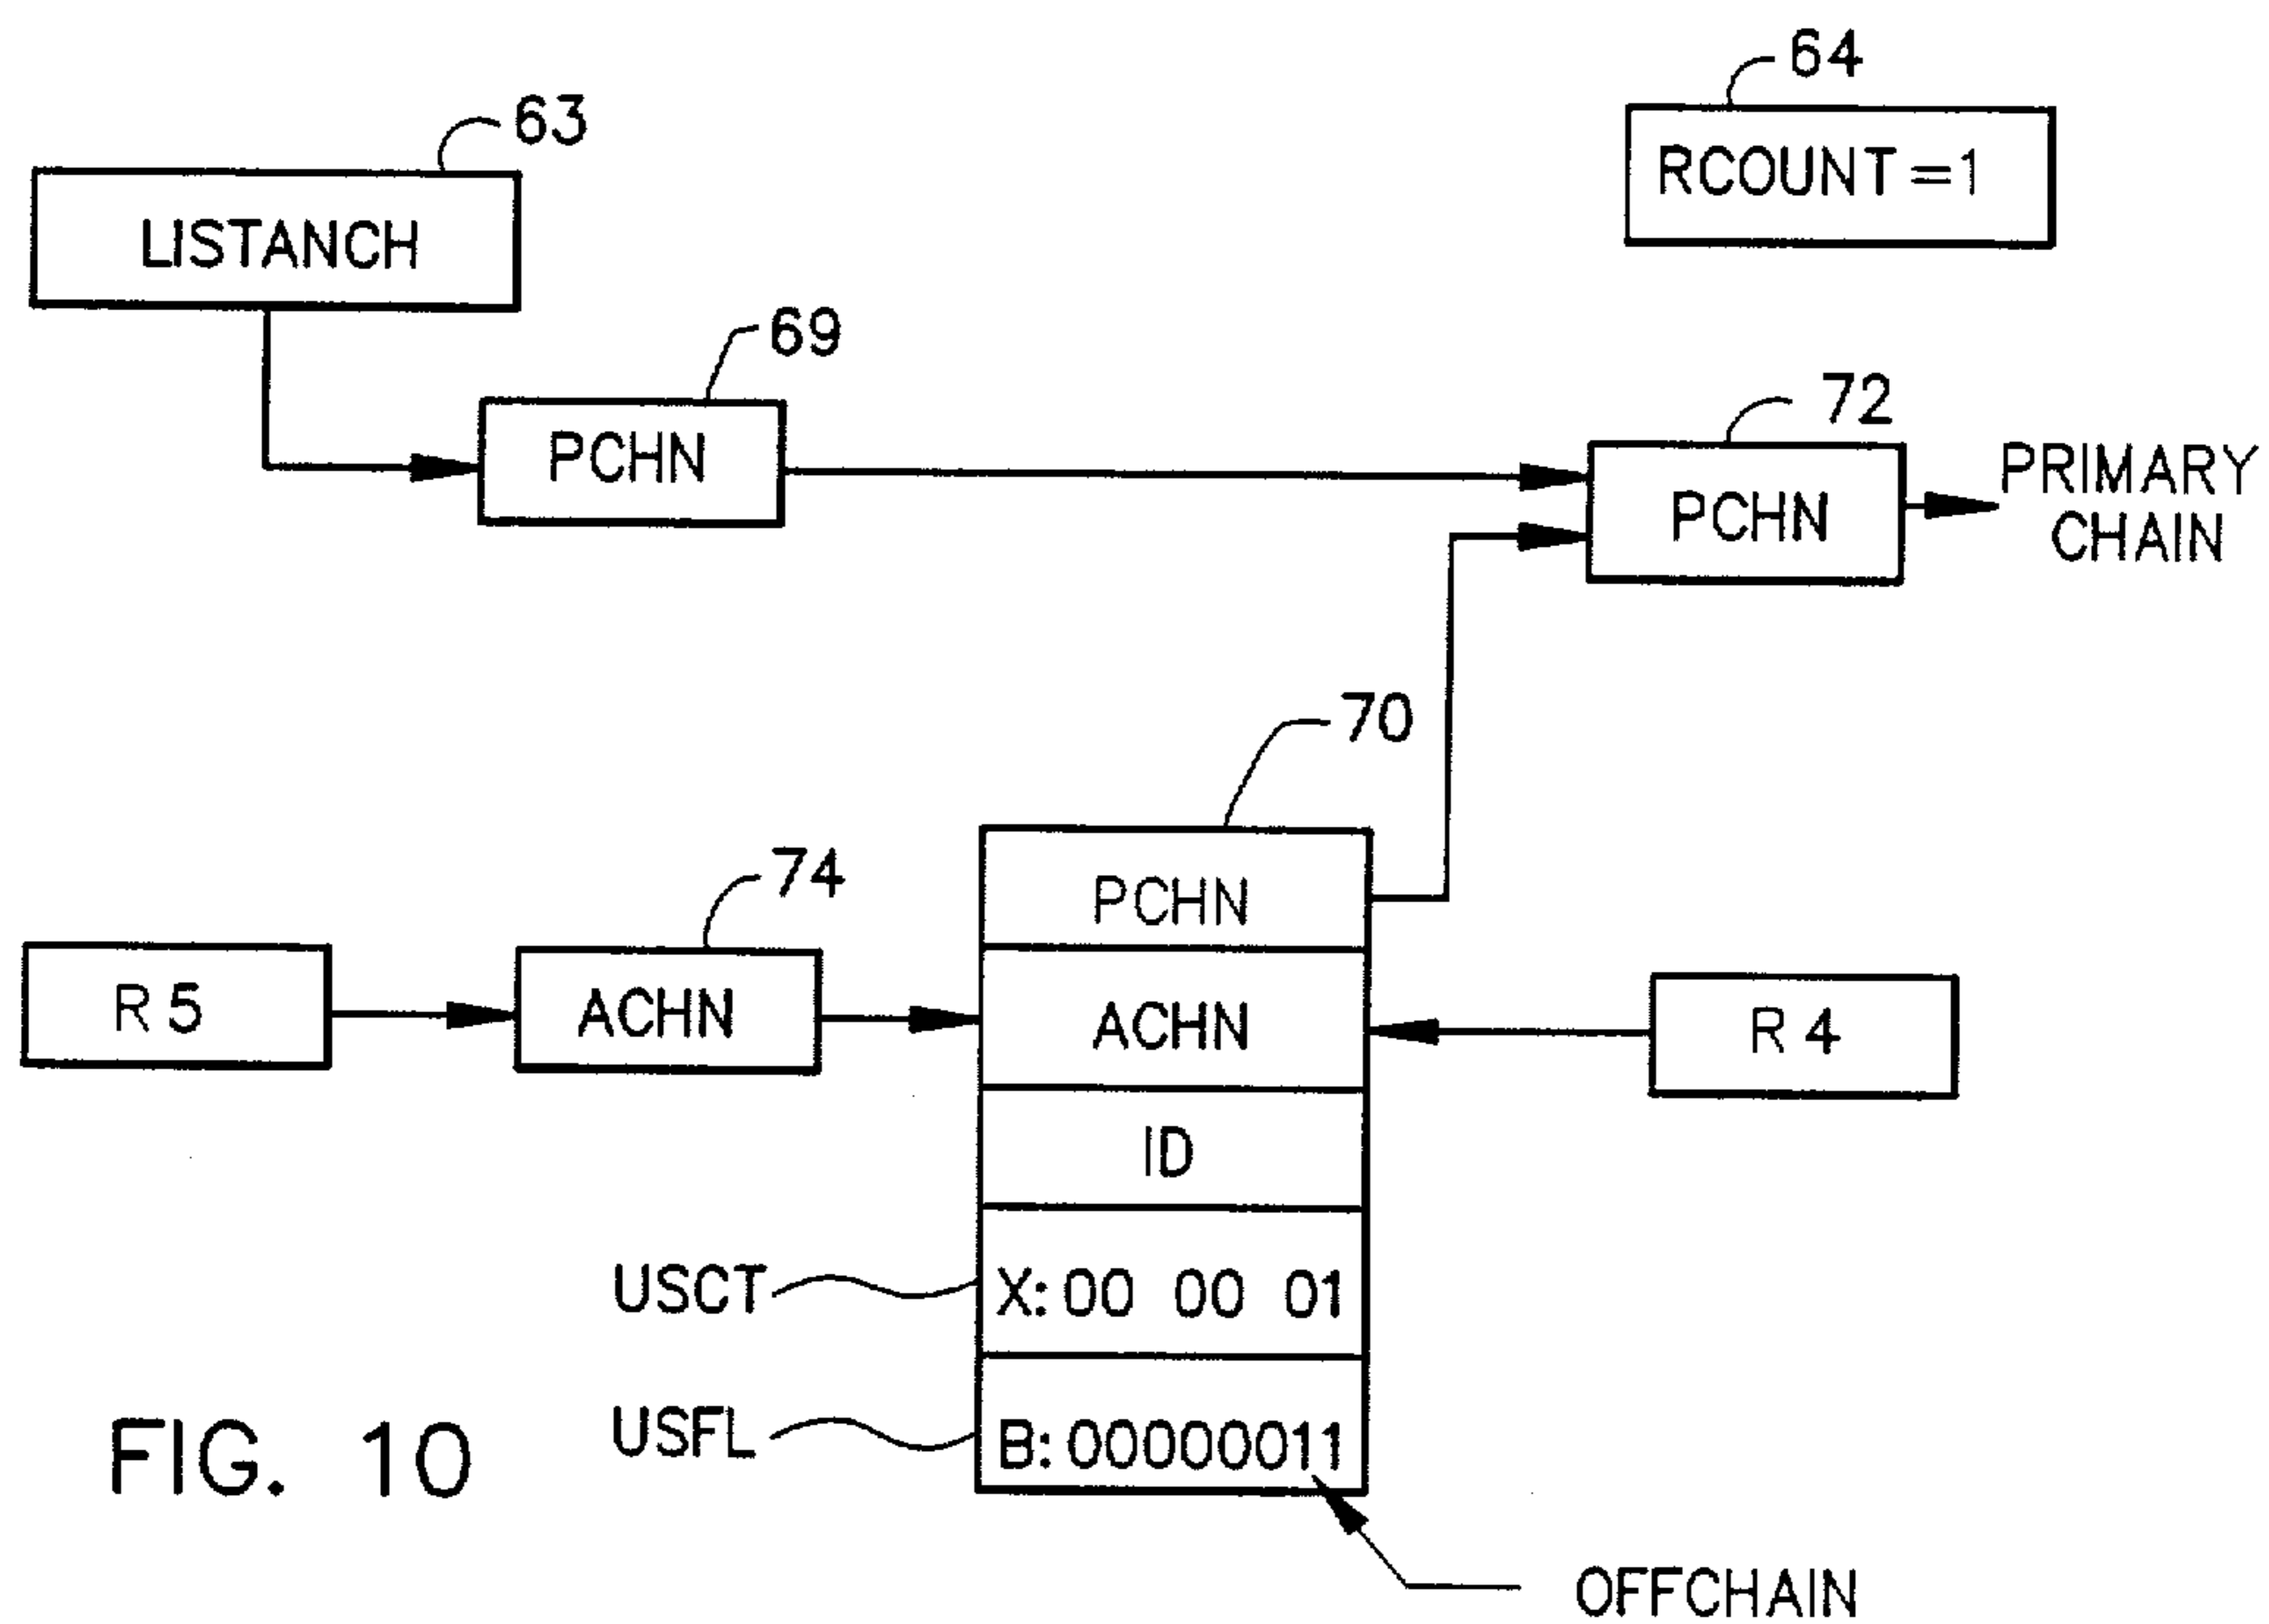 64
RCOUNT=1
63
LISTANCH
69
PCHN
72
PCHN
PRIMARY
CHAIN
70
PCHN
74
R5
ACHN
ACHN
R4
ID
USCT
X:00 00 01
USFL
B:00000011
FIG. 10
OFFCHAIN